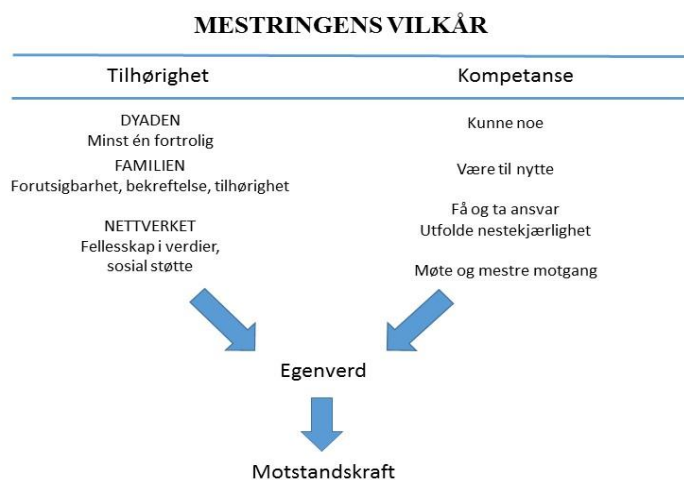 MESTRINGENS VILKÅR
Tilhørighet
Kompetanse
DYADEN
Minst én fortrolig
FAMILIEN
Forutsigbarhet, bekreftelse, tilhørighet
NETTVERKET
Fellesskap i verdier,
sosial støtte
Kunne noe
Være til nytte
Få og ta ansvar
Utfolde nestekjærlighet
Møte og mestre motgang
Egenverd
Motstandskraft